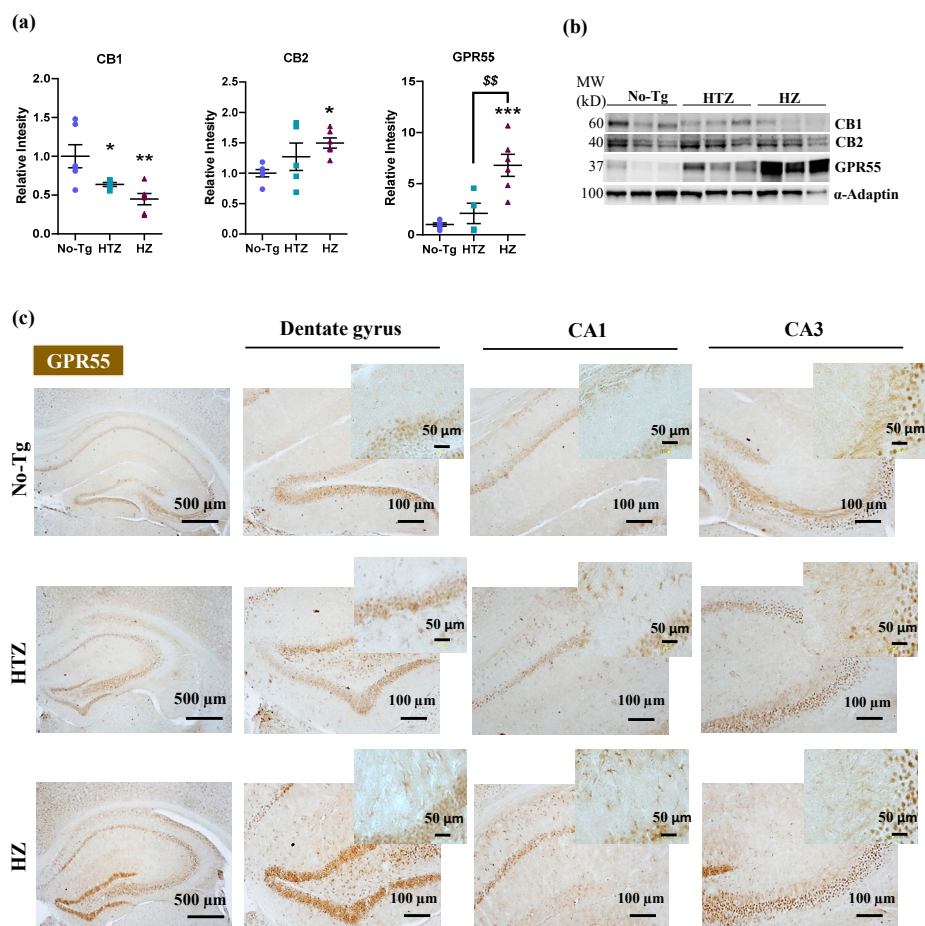 (a)
CB1
Relative Intesity
2.0
1.5
1.0
0.5
0.0
*
**
No-Tg HTZ HZ
CB2
Relative Intesity
2.5
2.0
1.5
1.0
0.5
0.0
*
No-Tg HTZ HZ
GPR55
Relative Intesity
15
10
5
0
$$
***
No-Tg HTZ HZ
(b)
MW
(kD)
No-Tg HTZ HZ
60 CB1
40 CB2
37 GPR55
100 α-Adaptin
(c)
Dentate gyrus CA1 CA3
GPR55
No-Tg
50 µm 50 µm 50 µm
500 µm 100 µm 100 µm 100 µm
HTZ
50 µm 50 µm 50 µm
500 µm 100 µm 100 µm 100 µm
HZ
50 µm 50 µm 50 µm
500 µm 100 µm 100 µm 100 µm